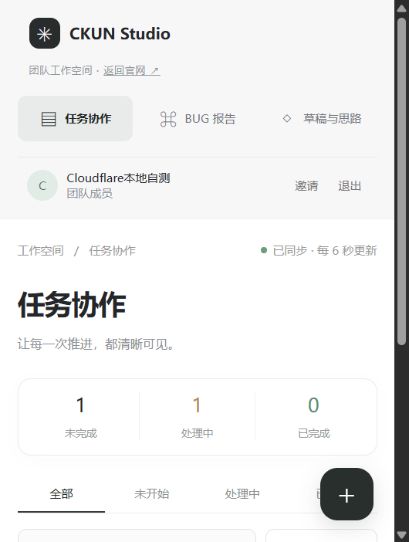 CKUN Studio
团队工作空间 · 返回官网 ↗
任务协作
BUG 报告
草稿与思路
C
Cloudflare本地自测
团队成员
邀请
退出
工作空间 / 任务协作
已同步 · 每 6 秒更新
任务协作
让每一次推进，都清晰可见。
1
未完成
1
处理中
0
已完成
全部
未开始
处理中
+